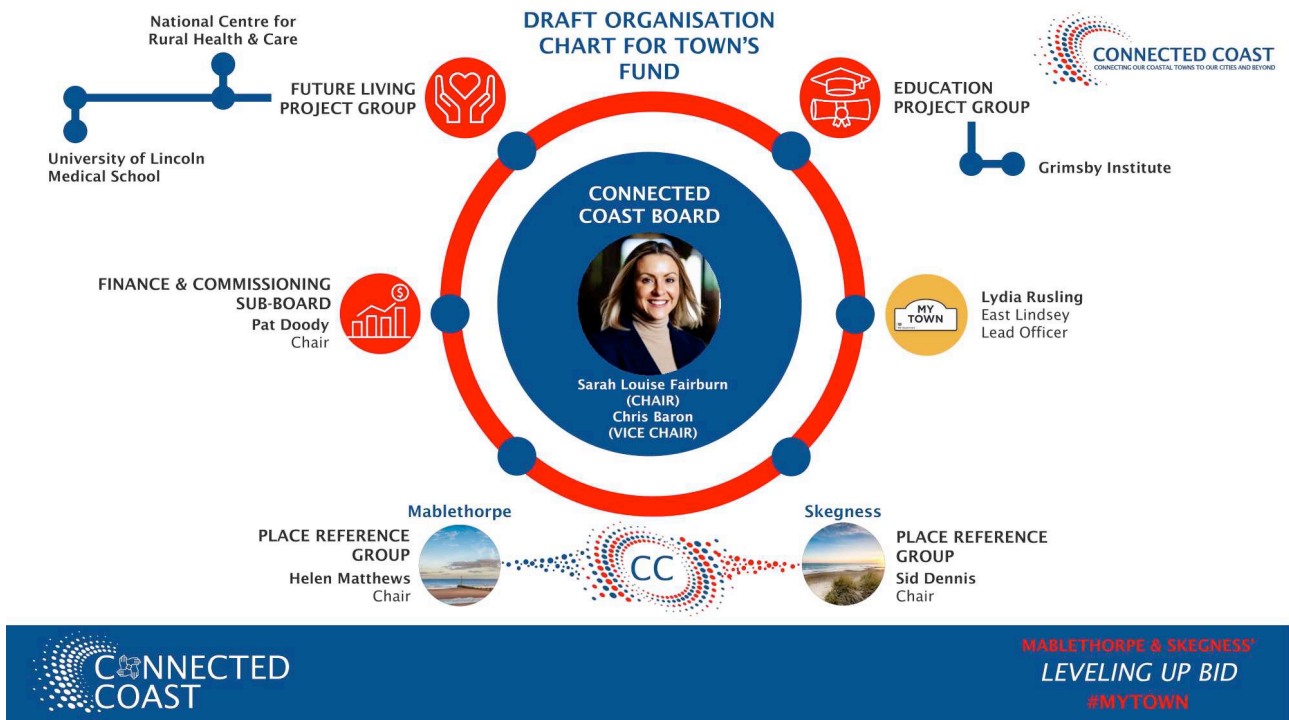 National Centre for
Rural Health & Care
FUTURE LIVING
PROJECT GROUP
University of Lincoln
Medical School
DRAFT ORGANISATION
CHART FOR TOWN'S
FUND
EDUCATION
PROJECT GROUP
Grimsby Institute
CONNECTED COAST
CONNECTING OUR COASTAL TOWNS TO OUR CITIES AND BEYOND
CONNECTED
COAST BOARD
Sarah Louise Fairburn
(CHAIR)
Chris Baron
(VICE CHAIR)
FINANCE & COMMISSIONING
SUB-BOARD
Pat Doody
Chair
$
MY
TOWN
Lydia Rusling
East Lindsey
Lead Officer
Mablethorpe
PLACE REFERENCE
GROUP
Helen Matthews
Chair
CC
Skegness
PLACE REFERENCE
GROUP
Sid Dennis
Chair
CONNECTED
COAST
MABLETHORPE & SKEGNESS'
LEVELING UP BID
#MYTOWN